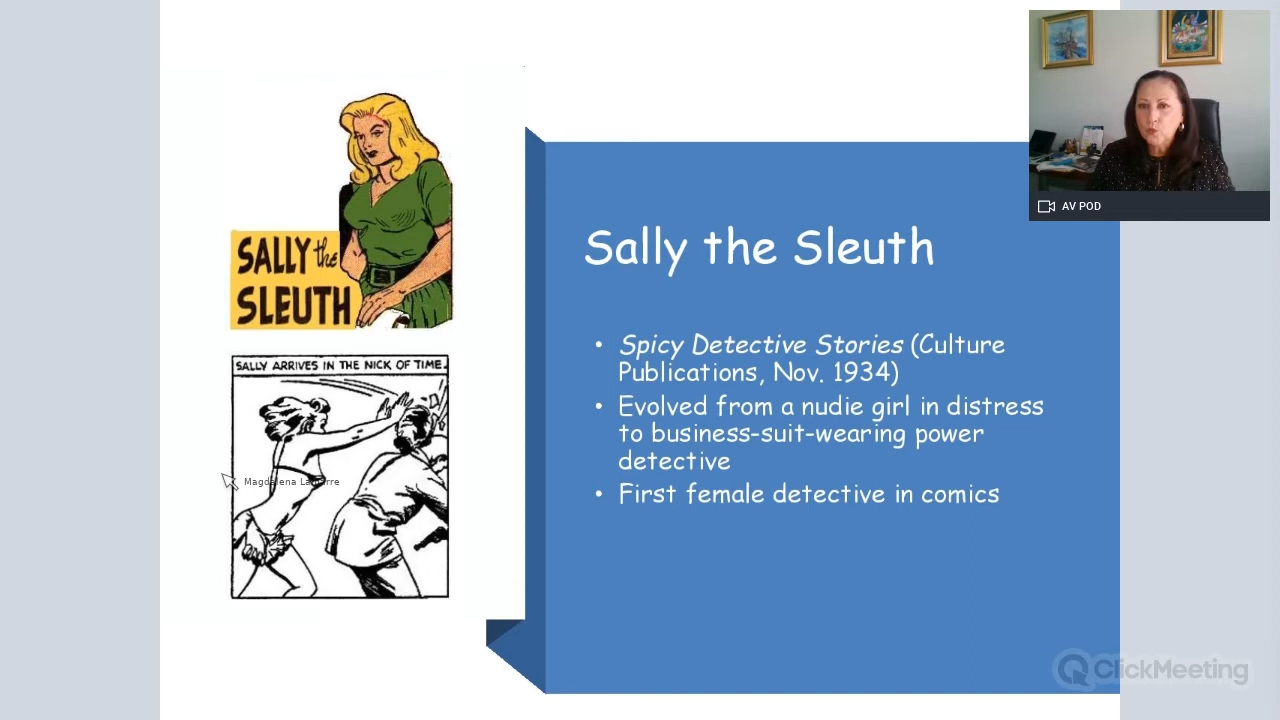 AV POD
SALLY the
SLEUTH
SALLY ARRIVES IN THE NICK OF TIME.
Magdalena
Sally the Sleuth
• Spicy Detective Stories (Culture
Publications, Nov. 1934)
• Evolved from a nudie girl in distress
to business-suit-wearing power
detective
• First female detective in comics
ClickMeeting